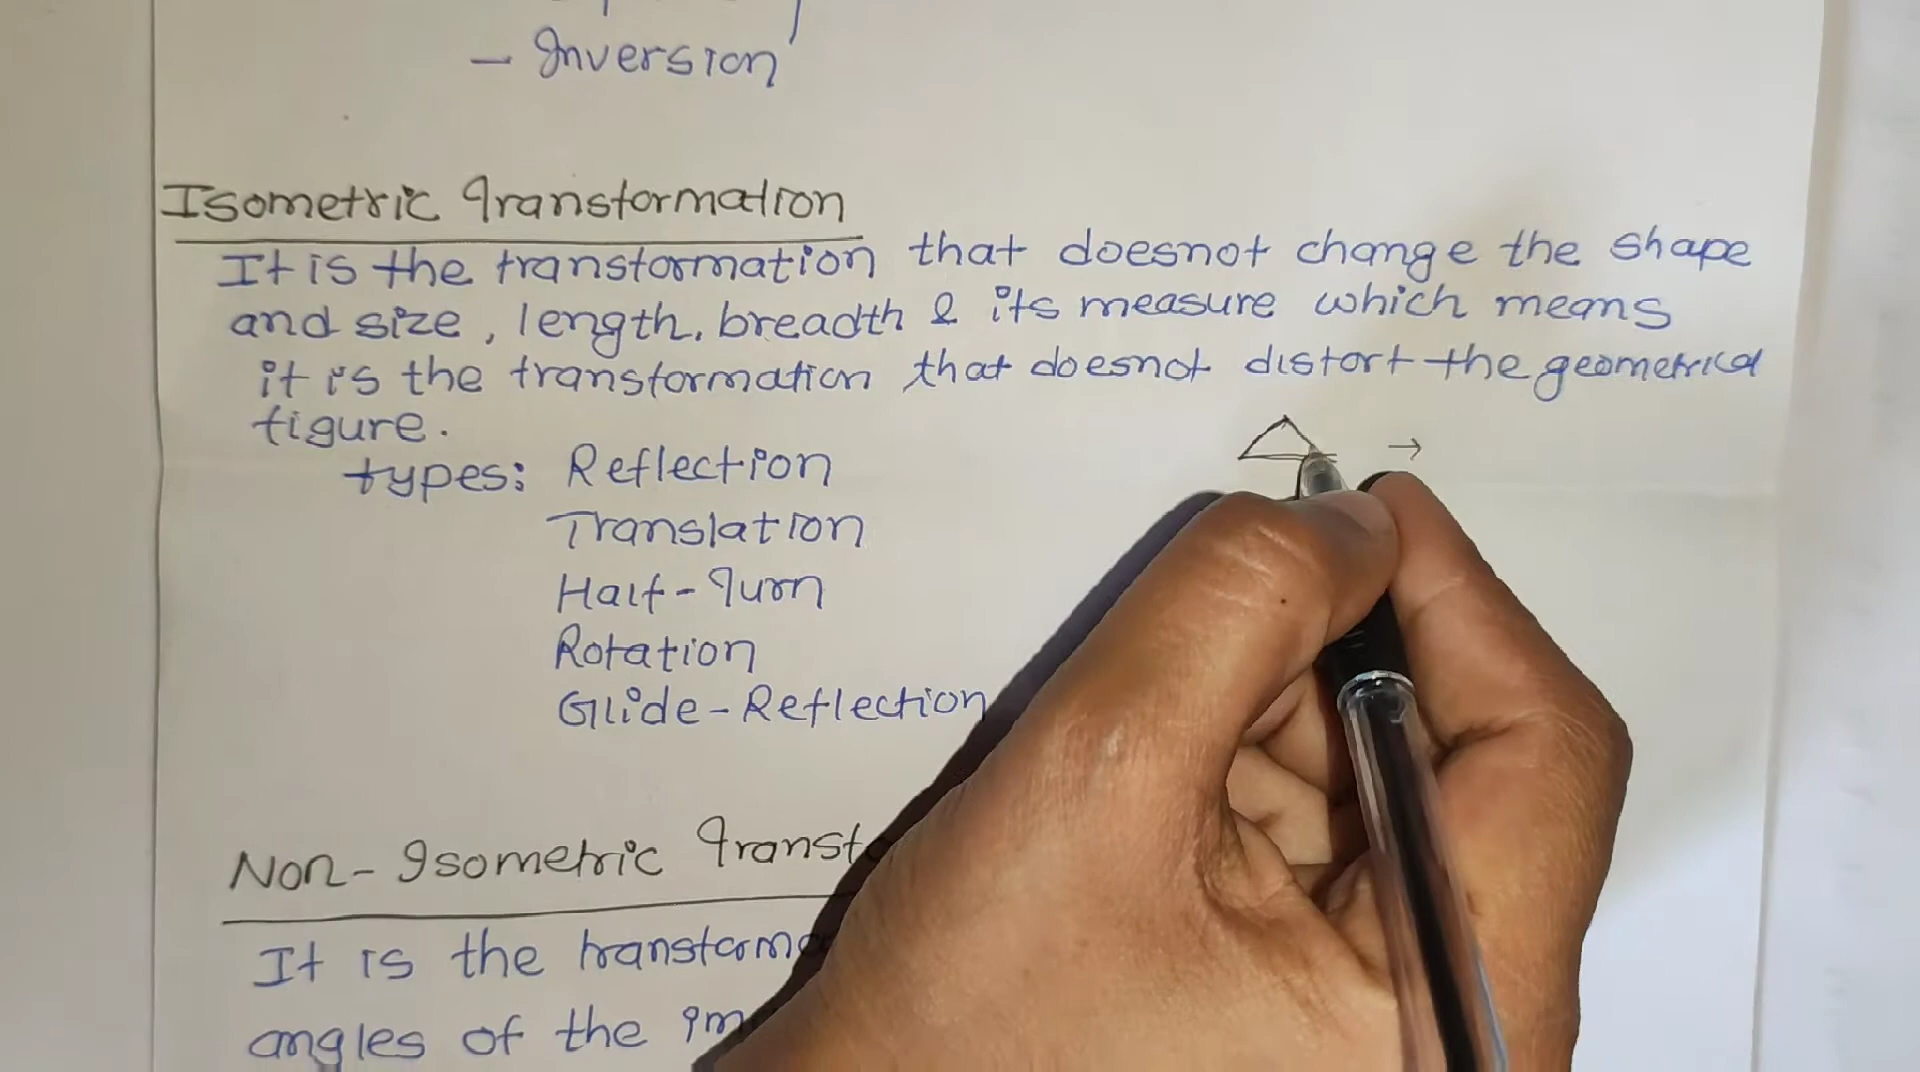 - Inversion
Isometric Transformation
It is the transformation that doesnot change the shape
and size, length, breadth & its measure which means
it is the transformation that doesnot distort the geometrical
figure.
types: Reflection
Translation
Half-Turn
Rotation
Glide-Reflection
Non-Isometric
It is the
angles of the